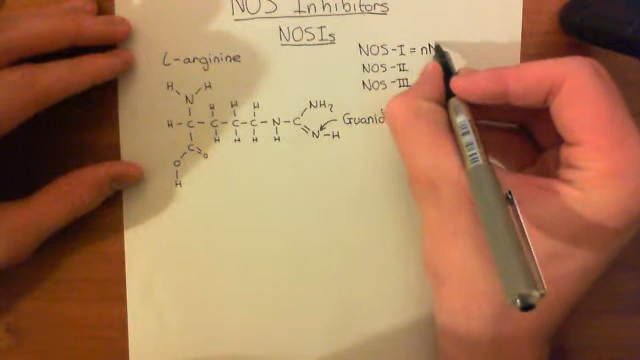 NOS Inhibitors
NOSIs
L-arginine
NOS-I = nN
NOS-II
NOS-III
H H
N
H H H
H-C-C-C-C-N-C
NH₂
N-H
H H H H
C
O O
H
Guanid